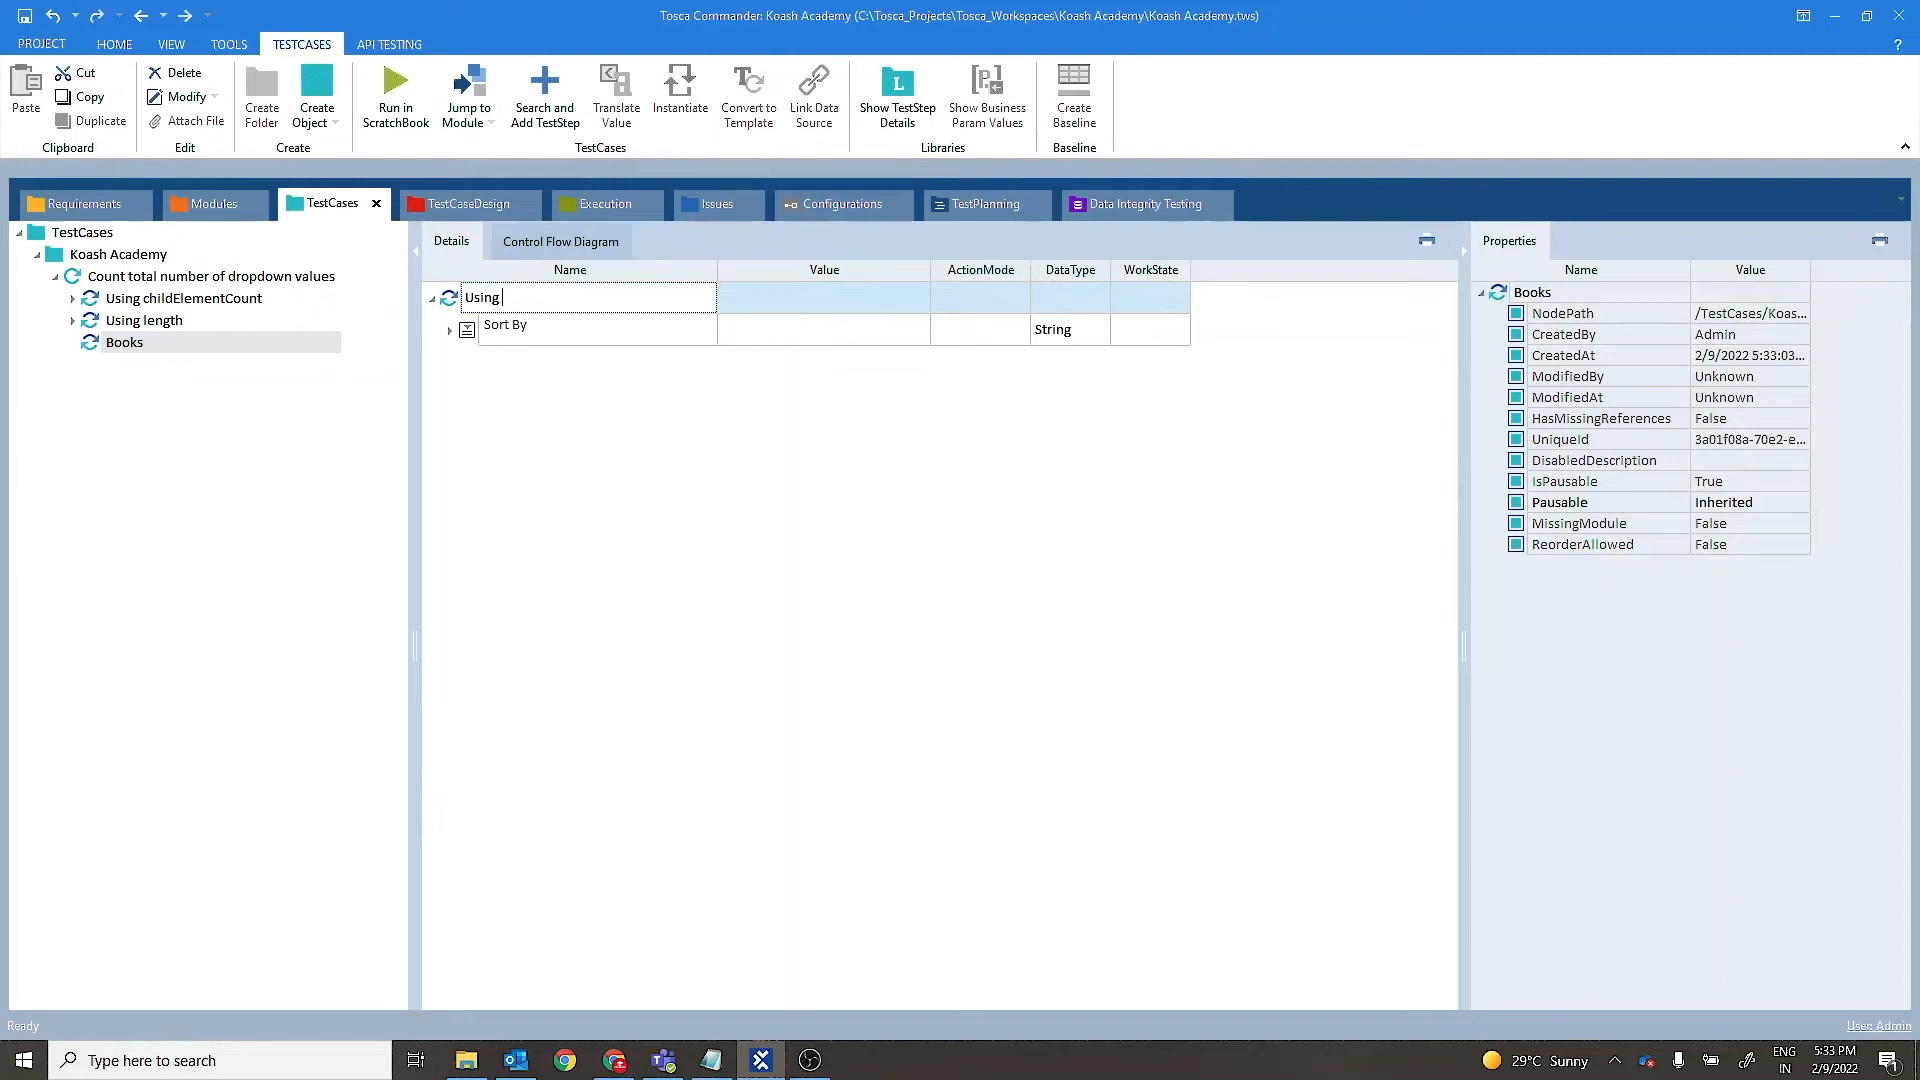 Tosca Commander: Koash Academy (C:\Tosca_Projects\Tosca_Workspaces\Koash Academy\Koash Academy.tws)
PROJECT HOME VIEW TOOLS TESTCASES API TESTING ?
Paste
Cut
Copy
Duplicate
Clipboard
Delete
Modify
Attach File
Edit
Create Folder
Create Object
Create
Run in ScratchBook
Jump to Module
Search and Add TestStep
Translate Value
Instantiate
Convert to Template
Link Data Source
TestCases
Show TestStep Details
Show Business Param Values
Libraries
Create Baseline
Baseline
Requirements Modules TestCases TestCaseDesign Execution Issues Configurations TestPlanning Data Integrity Testing
TestCases
Koash Academy
Count total number of dropdown values
Using childElementCount
Using length
Books
Details Control Flow Diagram
Name Value ActionMode DataType WorkState
Using
Sort By String
Properties
Name Value
Books
NodePath /TestCases/Koas...
CreatedBy Admin
CreatedAt 2/9/2022 5:33:03...
ModifiedBy Unknown
ModifiedAt Unknown
HasMissingReferences False
UniqueId 3a01f08a-70e2-e...
DisabledDescription
IsPausable True
Pausable Inherited
MissingModule False
ReorderAllowed False
Ready
User: Admin
Type here to search
29°C Sunny
ENG
IN
5:33 PM
2/9/2022
1